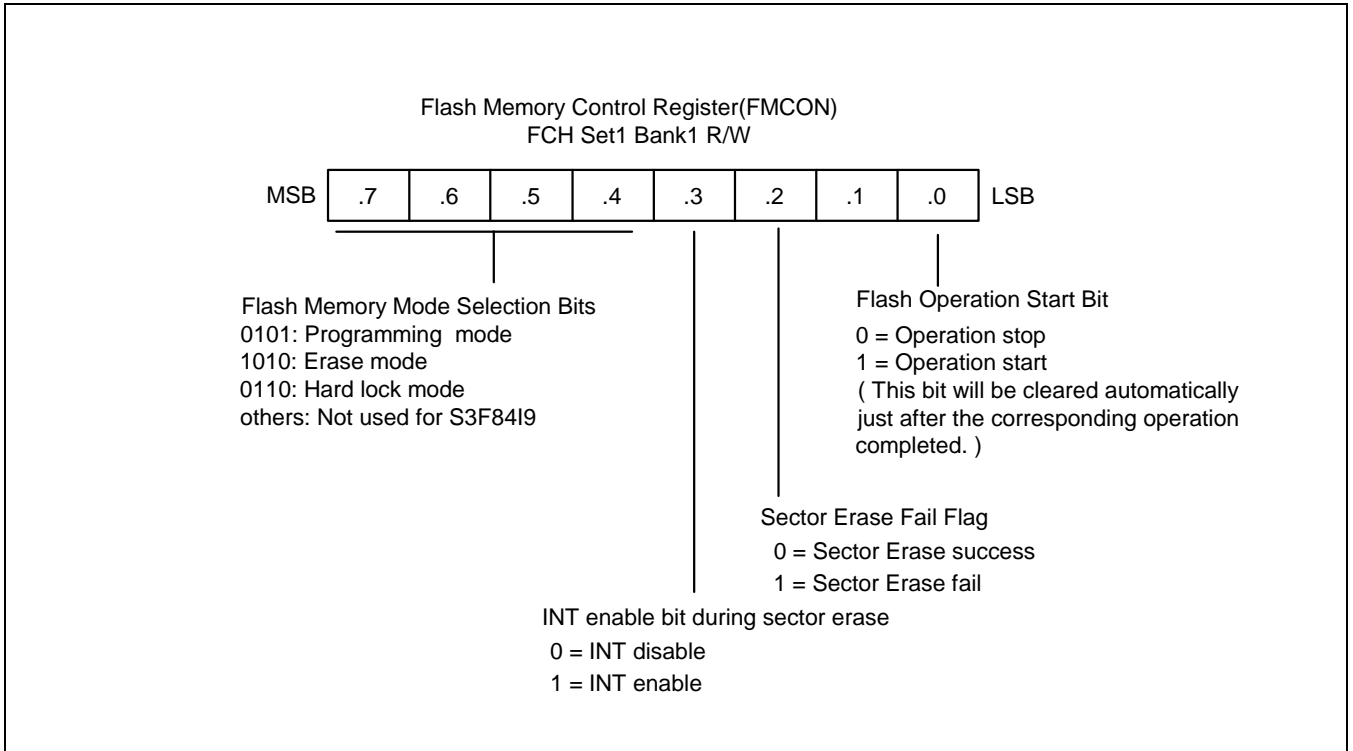 Flash Memory Control Register(FMCON)
FCH Set1 Bank1 R/W
MSB .7 .6 .5 .4 .3 .2 .1 .0 LSB
Flash Memory Mode Selection Bits
0101: Programming mode
1010: Erase mode
0110: Hard lock mode
others: Not used for S3F84I9
Flash Operation Start Bit
0 = Operation stop
1 = Operation start
( This bit will be cleared automatically
just after the corresponding operation
completed. )
Sector Erase Fail Flag
0 = Sector Erase success
1 = Sector Erase fail
INT enable bit during sector erase
0 = INT disable
1 = INT enable